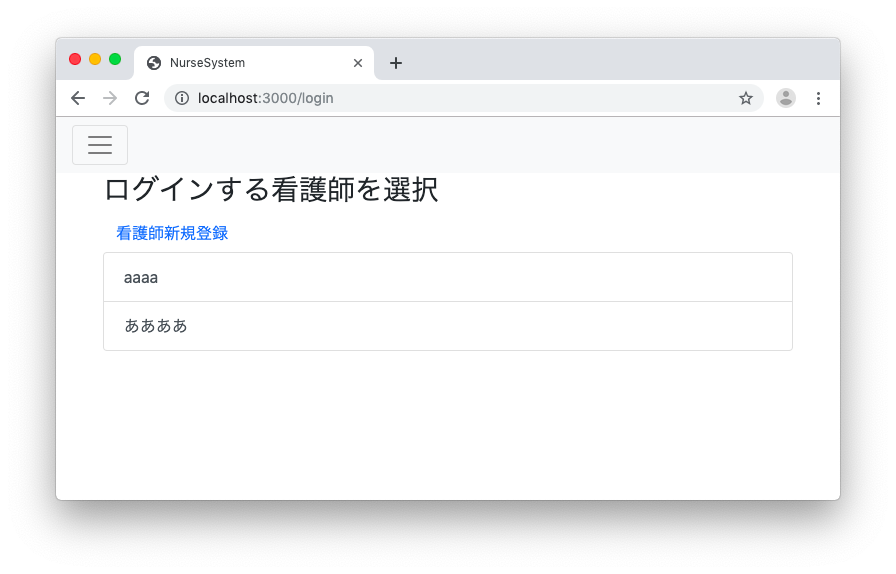 NurseSystem
localhost:3000/login
ログインする看護師を選択
看護師新規登録
aaaa
ああああ